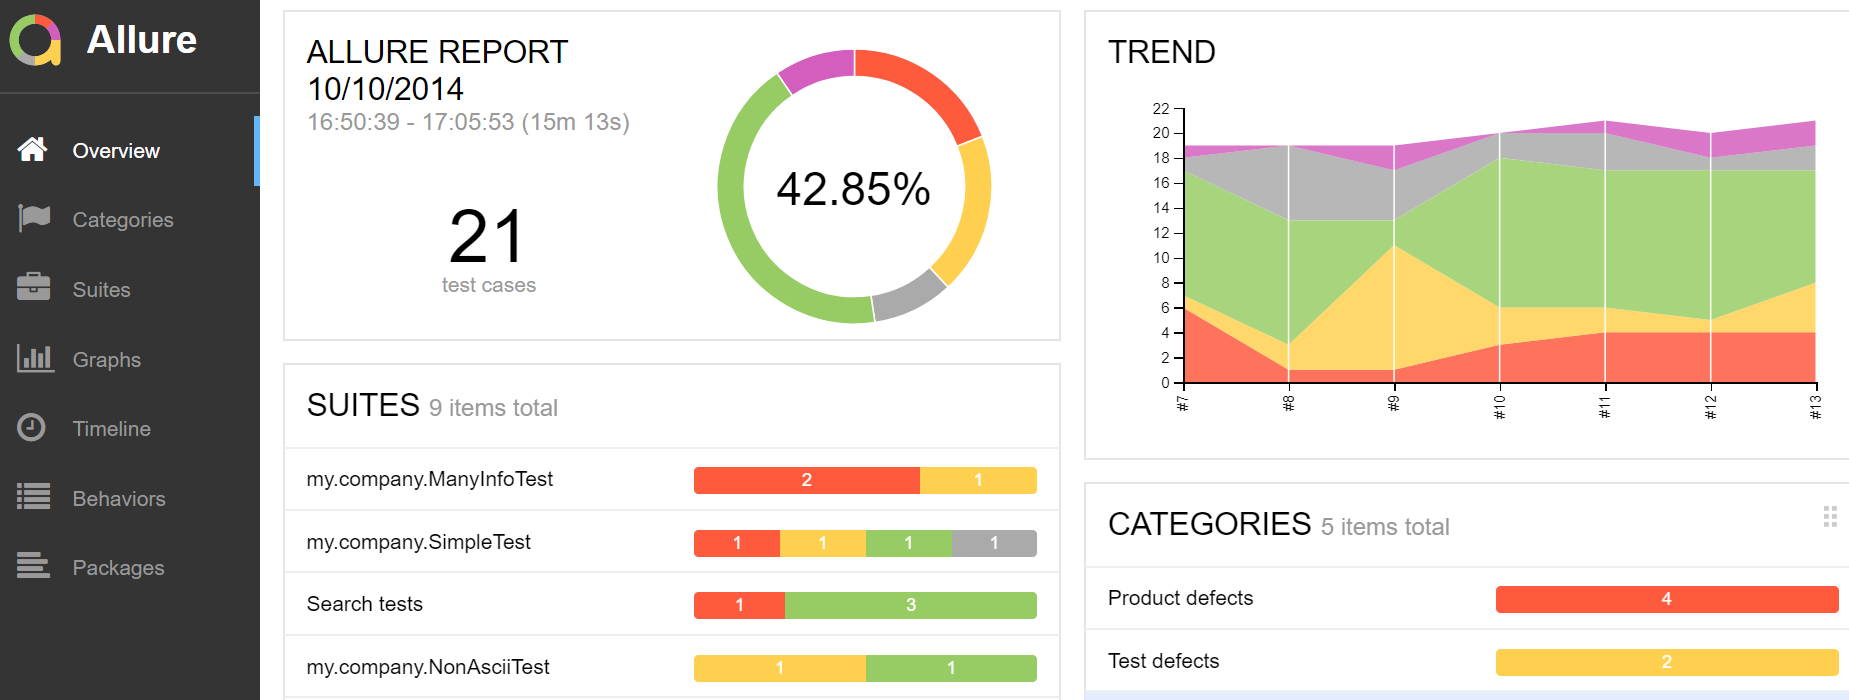 Allure
Overview
Categories
Suites
Graphs
Timeline
Behaviors
Packages
ALLURE REPORT
10/10/2014
16:50:39 - 17:05:53 (15m 13s)
21
test cases
42.85%
SUITES 9 items total
my.company.ManyInfoTest 2 1
my.company.SimpleTest 1 1 1 1
Search tests 1 3
my.company.NonAsciiTest 1 1
TREND
22
20
18
16
14
12
10
8
6
4
2
0
#7 #8 #9 #10 #11 #12 #13
CATEGORIES 5 items total
Product defects 4
Test defects 2